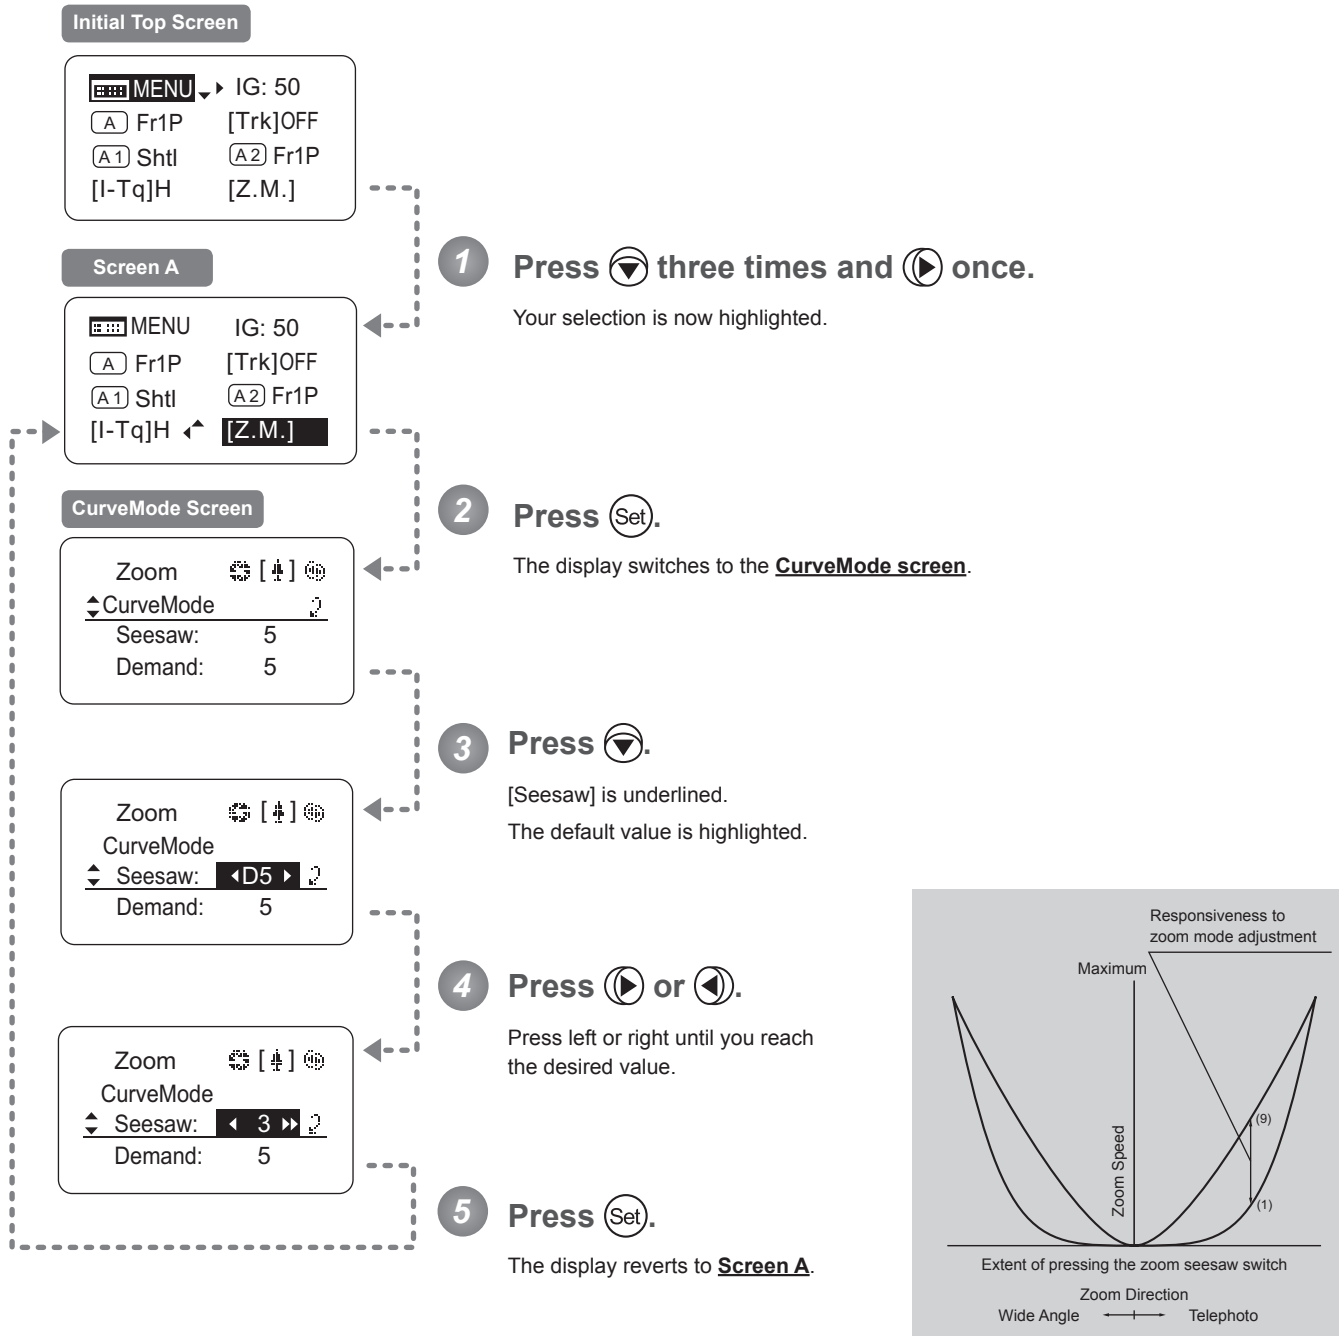 Initial Top Screen
MENU IG: 50
A Fr1P [Trk]OFF
A1 Shtl A2 Fr1P
[I-Tq]H [Z.M.]
Screen A
MENU IG: 50
A Fr1P [Trk]OFF
A1 Shtl A2 Fr1P
[I-Tq]H [Z.M.]
1 Press three times and once.
Your selection is now highlighted.
CurveMode Screen
Zoom [ ]
CurveMode
Seesaw: 5
Demand: 5
2 Press Set.
The display switches to the CurveMode screen.
Zoom [ ]
CurveMode
Seesaw: D5
Demand: 5
3 Press .
[Seesaw] is underlined.
The default value is highlighted.
Zoom [ ]
CurveMode
Seesaw: 3
Demand: 5
4 Press or .
Press left or right until you reach
the desired value.
5 Press Set.
The display reverts to Screen A.
Responsiveness to
zoom mode adjustment
Maximum
Zoom Speed
(9)
(1)
Extent of pressing the zoom seesaw switch
Zoom Direction
Wide Angle Telephoto